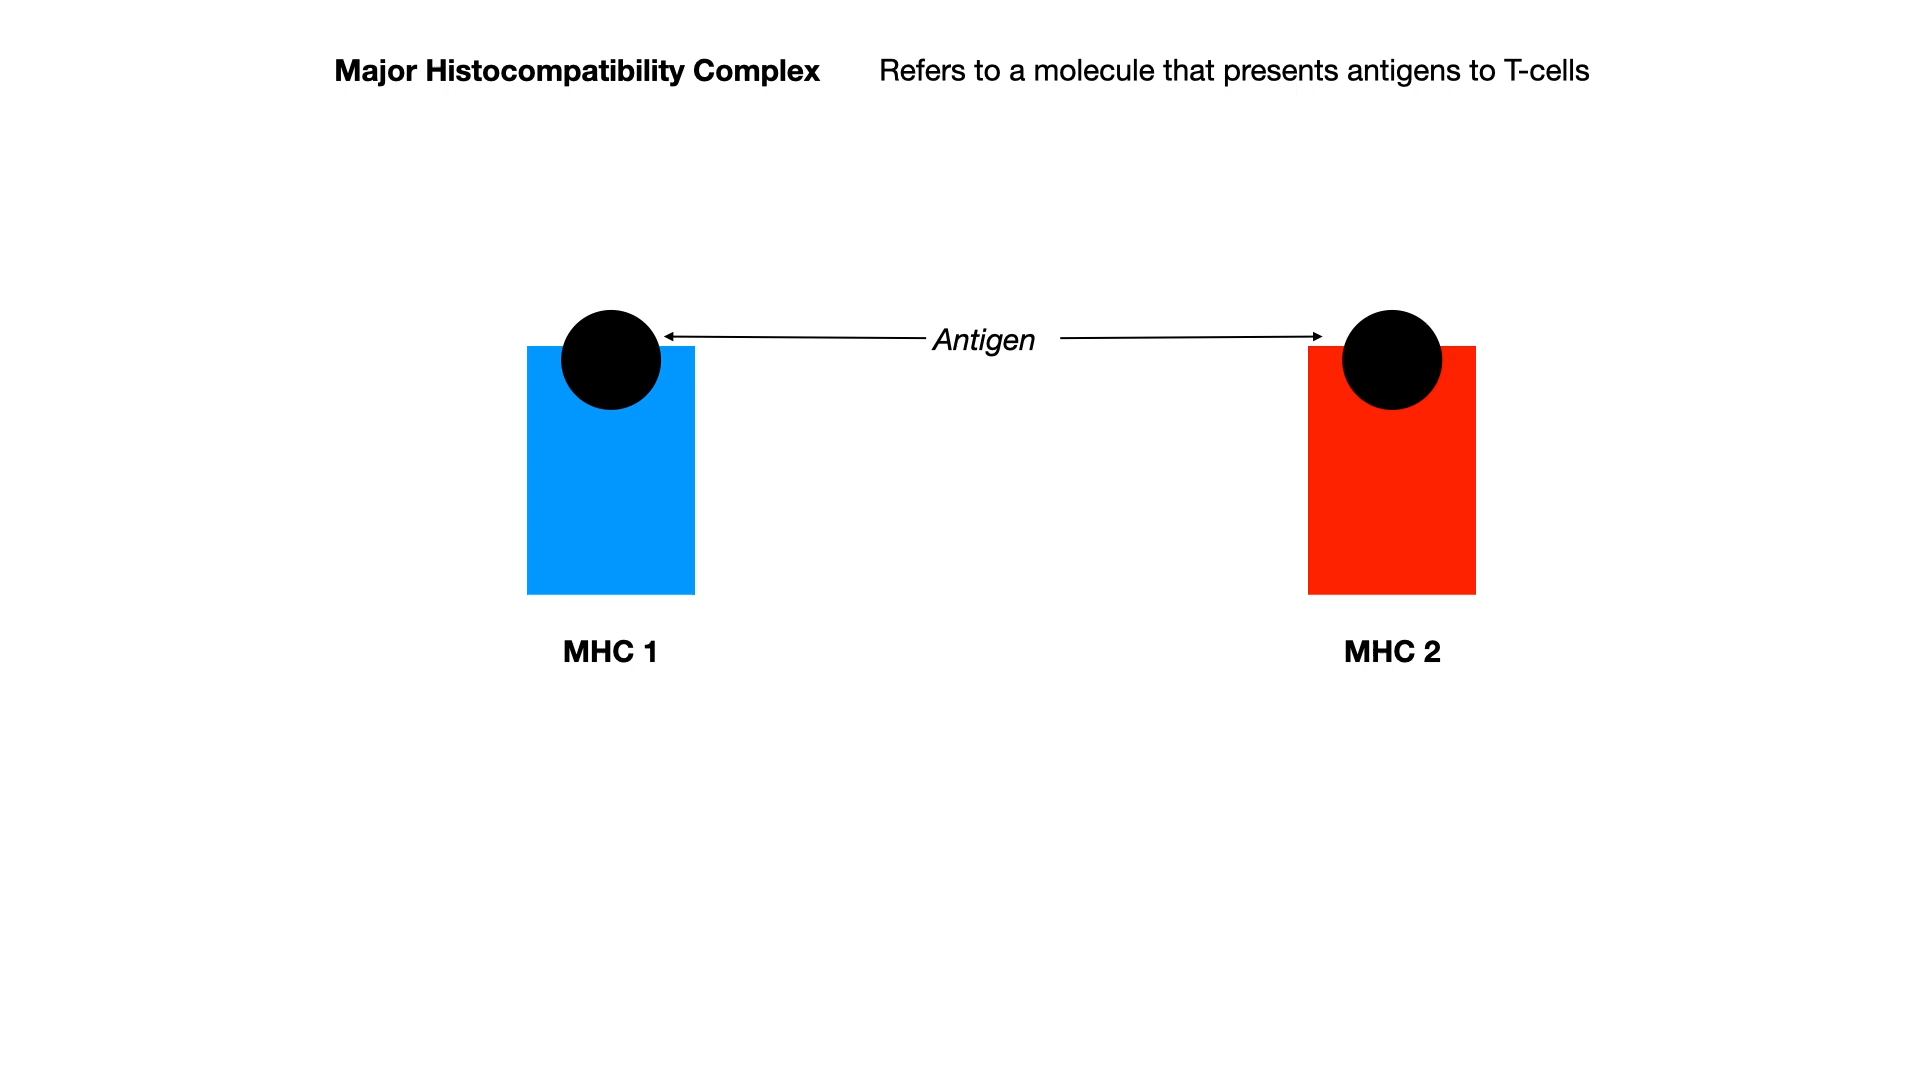 Major Histocompatibility Complex Refers to a molecule that presents antigens to T-cells
Antigen
MHC 1 MHC 2